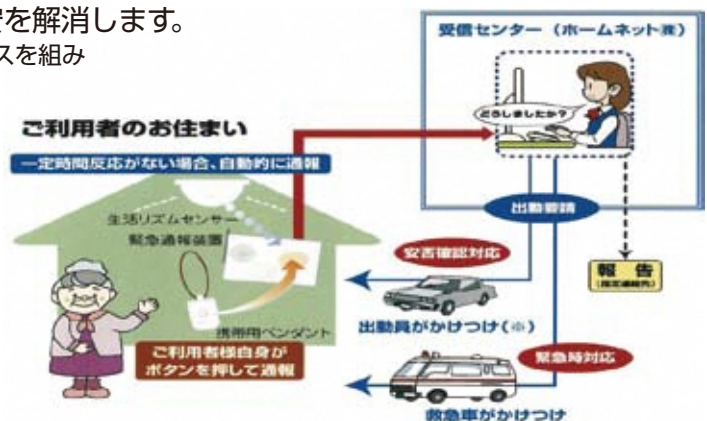 を解消します。
スを組み
受信センター（ホームネット㈱）
どうしましたか？
ご利用者のお住まい
一定時間反応がない場合、自動的に通報
生活リズムセンサー
緊急通報装置
携帯用ペンダント
ご利用者様自身が
ボタンを押して通報
出動要請
安否確認対応
出動員がかけつけ(※)
報告
緊急時対応
救急車がかけつけ